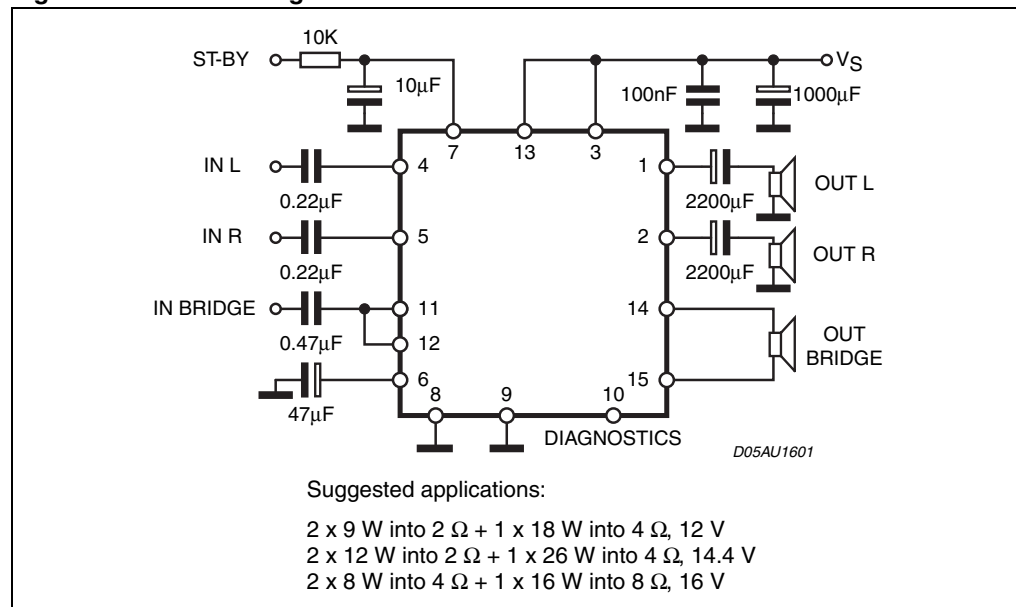 10K
ST-BY
10μF
VS
100nF
1000μF
7
13
3
IN L
4
1
OUT L
0.22μF
2200μF
IN R
5
2
OUT R
0.22μF
2200μF
IN BRIDGE
11
14
0.47μF
12
OUT
BRIDGE
6
15
47μF
8
9
10
DIAGNOSTICS
D05AU1601
Suggested applications:
2 x 9 W into 2 Ω + 1 x 18 W into 4 Ω, 12 V
2 x 12 W into 2 Ω + 1 x 26 W into 4 Ω, 14.4 V
2 x 8 W into 4 Ω + 1 x 16 W into 8 Ω, 16 V